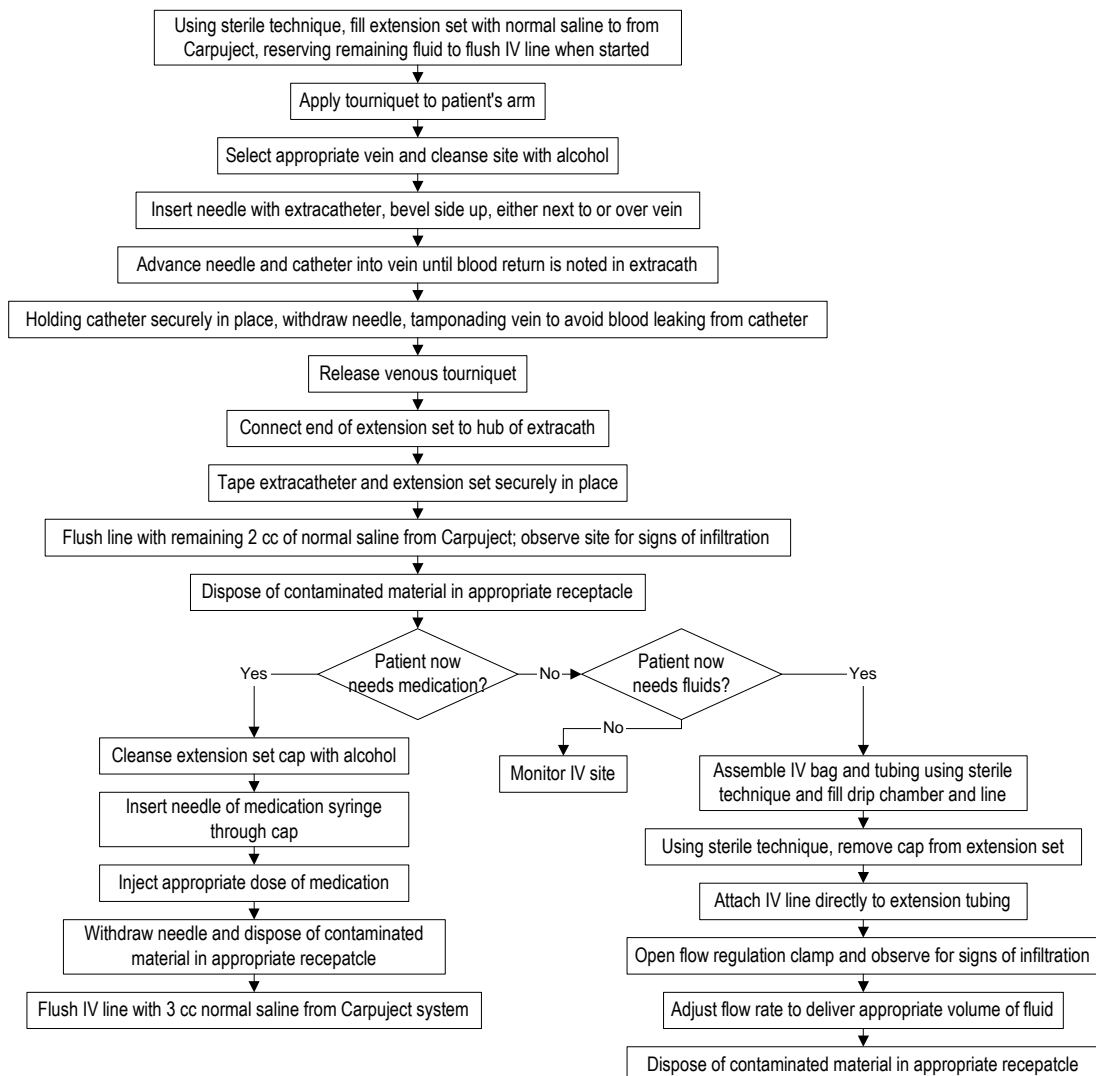 Using sterile technique, fill extension set with normal saline to from
Carpuject, reserving remaining fluid to flush IV line when started
Apply tourniquet to patient's arm
Select appropriate vein and cleanse site with alcohol
Insert needle with extracatheter, bevel side up, either next to or over vein
Advance needle and catheter into vein until blood return is noted in extracath
Holding catheter securely in place, withdraw needle, tamponading vein to avoid blood leaking from catheter
Release venous tourniquet
Connect end of extension set to hub of extracath
Tape extracatheter and extension set securely in place
Flush line with remaining 2 cc of normal saline from Carpuject; observe site for signs of infiltration
Dispose of contaminated material in appropriate receptacle
Patient now
needs medication?
Yes
No
Patient now
needs fluids?
Yes
No
Cleanse extension set cap with alcohol
Insert needle of medication syringe
through cap
Inject appropriate dose of medication
Withdraw needle and dispose of contaminated
material in appropriate recepatcle
Flush IV line with 3 cc normal saline from Carpuject system
Monitor IV site
Assemble IV bag and tubing using sterile
technique and fill drip chamber and line
Using sterile technique, remove cap from extension set
Attach IV line directly to extension tubing
Open flow regulation clamp and observe for signs of infiltration
Adjust flow rate to deliver appropriate volume of fluid
Dispose of contaminated material in appropriate recepatcle